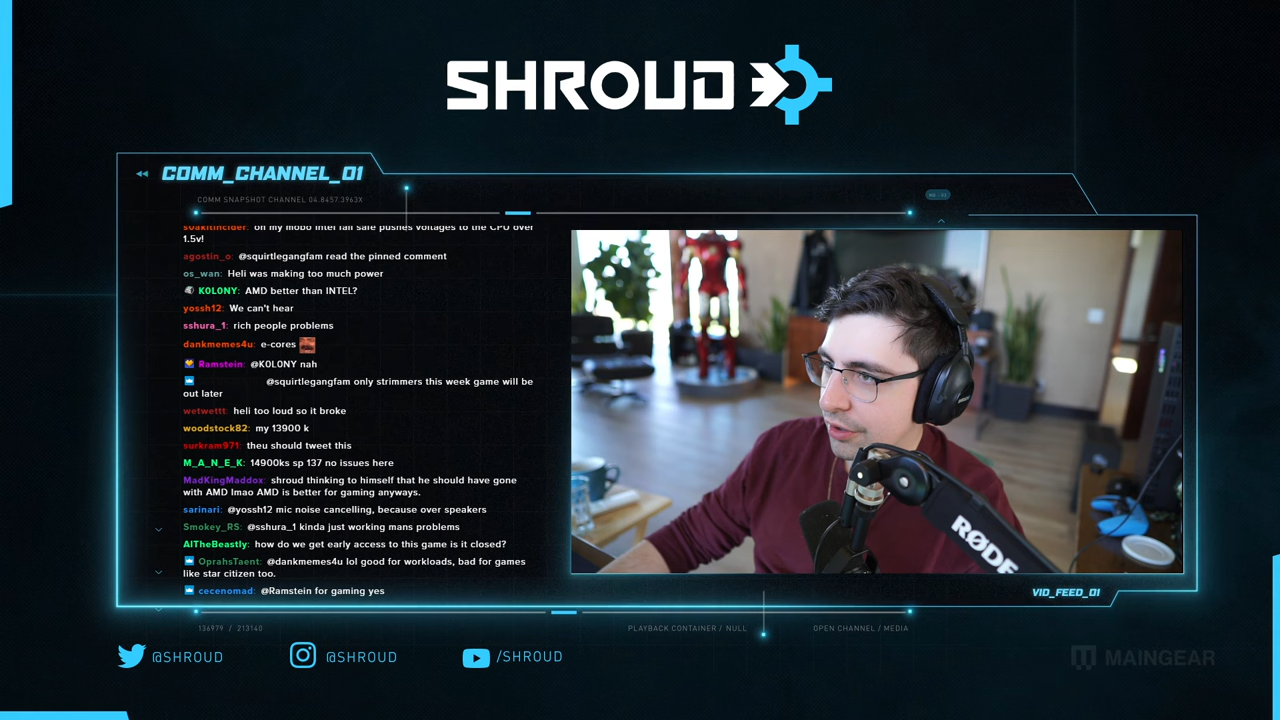 SHROUD
COMM_CHANNEL_01
COMM SNAPSHOT CHANNEL 04.8457.3963X
on my mobo intel fail safe pushes voltages to the CPU over
1.5v!
agostin_o: @squirtlegangfam read the pinned comment
os_wan: Heli was making too much power
K0L0NY: AMD better than INTEL?
yossh12: We can't hear
sshura_1: rich people problems
dankmemes4u: e-cores
Ramstein: @K0L0NY nah
@squirtlegangfam only strimmers this week game will be
out later
wetwettt: heli too loud so it broke
woodstock82: my 13900 k
surkram971: theu should tweet this
M_A_N_E_K: 14900ks sp 137 no issues here
MadKingMaddox: shroud thinking to himself that he should have gone
with AMD lmao AMD is better for gaming anyways.
sarinari: @yossh12 mic noise cancelling, because over speakers
Smokey_RS: @sshura_1 kinda just working mans problems
AlTheBeastly: how do we get early access to this game is it closed?
OprahsTaent: @dankmemes4u lol good for workloads, bad for games
like star citizen too.
cecenomad: @Ramstein for gaming yes
RØDE
VID_FEED_01
136979 / 213140
PLAYBACK CONTAINER / NULL
OPEN CHANNEL / MEDIA
@SHROUD
@SHROUD
/SHROUD
MAINGEAR